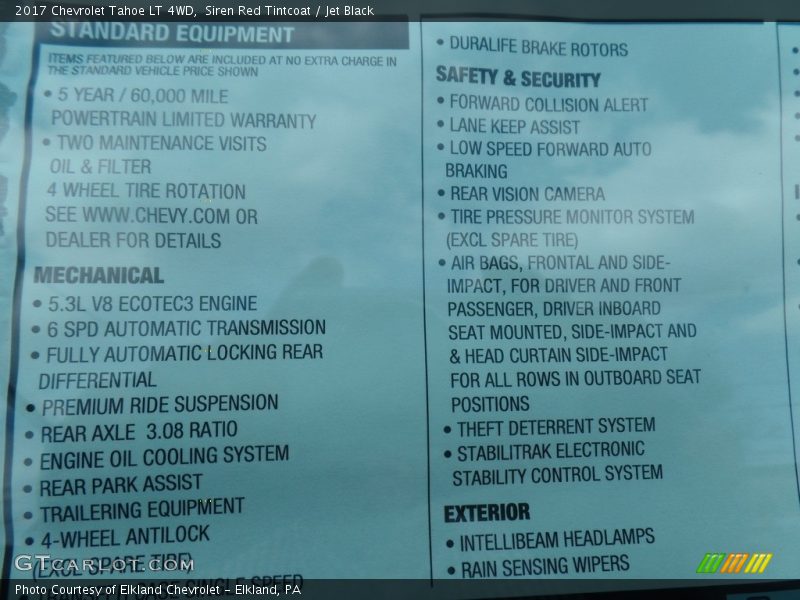 2017 Chevrolet Tahoe LT 4WD,  Siren Red Tintcoat / Jet Black
STANDARD EQUIPMENT
ITEMS FEATURED BELOW ARE INCLUDED AT NO EXTRA CHARGE IN
THE STANDARD VEHICLE PRICE SHOWN
• 5 YEAR / 60,000 MILE
POWERTRAIN LIMITED WARRANTY
• TWO MAINTENANCE VISITS
OIL & FILTER
4 WHEEL TIRE ROTATION
SEE WWW.CHEVY.COM OR
DEALER FOR DETAILS
MECHANICAL
• 5.3L V8 ECOTEC3 ENGINE
• 6 SPD AUTOMATIC TRANSMISSION
• FULLY AUTOMATIC LOCKING REAR
DIFFERENTIAL
• PREMIUM RIDE SUSPENSION
• REAR AXLE 3.08 RATIO
• ENGINE OIL COOLING SYSTEM
• REAR PARK ASSIST
• TRAILERING EQUIPMENT
• 4-WHEEL ANTILOCK
(EXCL SPARE TIRE)
SINGLE SPEED
• DURALIFE BRAKE ROTORS
SAFETY & SECURITY
• FORWARD COLLISION ALERT
• LANE KEEP ASSIST
• LOW SPEED FORWARD AUTO
BRAKING
• REAR VISION CAMERA
• TIRE PRESSURE MONITOR SYSTEM
(EXCL SPARE TIRE)
• AIR BAGS, FRONTAL AND SIDE-
IMPACT, FOR DRIVER AND FRONT
PASSENGER, DRIVER INBOARD
SEAT MOUNTED, SIDE-IMPACT AND
& HEAD CURTAIN SIDE-IMPACT
FOR ALL ROWS IN OUTBOARD SEAT
POSITIONS
• THEFT DETERRENT SYSTEM
• STABILITRAK ELECTRONIC
STABILITY CONTROL SYSTEM
EXTERIOR
• INTELLIBEAM HEADLAMPS
• RAIN SENSING WIPERS
GTCARLOT.COM
Photo Courtesy of Elkland Chevrolet – Elkland, PA